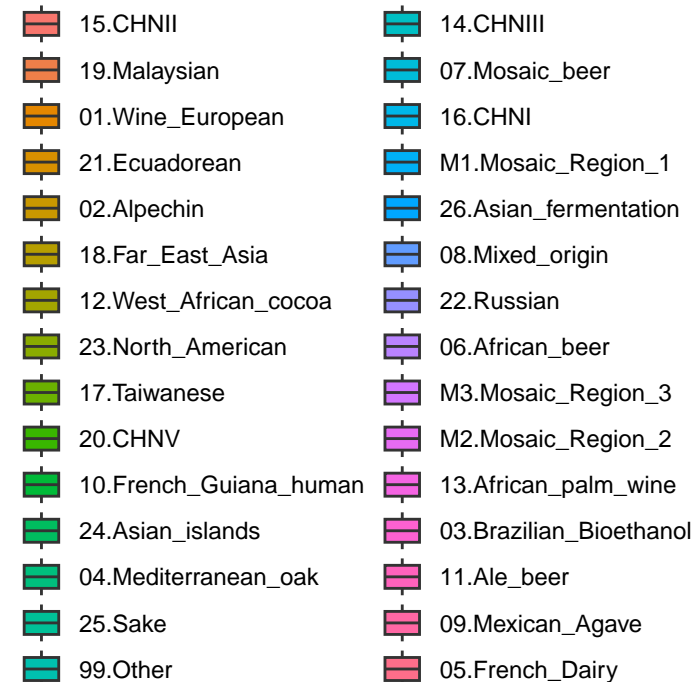 15.CHNII
19.Malaysian
01.Wine_European
21.Ecuadorean
02.Alpechin
18.Far_East_Asia
12.West_African_cocoa
23.North_American
17.Taiwanese
20.CHNV
10.French_Guiana_human
24.Asian_islands
04.Mediterranean_oak
25.Sake
99.Other
14.CHNIII
07.Mosaic_beer
16.CHNI
M1.Mosaic_Region_1
26.Asian_fermentation
08.Mixed_origin
22.Russian
06.African_beer
M3.Mosaic_Region_3
M2.Mosaic_Region_2
13.African_palm_wine
03.Brazilian_Bioethanol
11.Ale_beer
09.Mexican_Agave
05.French_Dairy